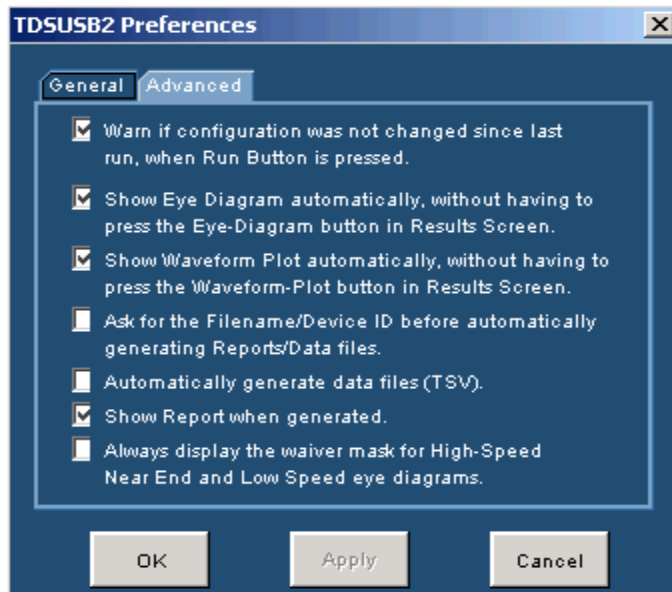 TDSUSB2 Preferences
General
Advanced
Warn if configuration was not changed since last
run, when Run Button is pressed.
Show Eye Diagram automatically, without having to
press the Eye-Diagram button in Results Screen.
Show Waveform Plot automatically, without having to
press the Waveform-Plot button in Results Screen.
Ask for the Filename/Device ID before automatically
generating Reports/Data files.
Automatically generate data files (TSV).
Show Report when generated.
Always display the waiver mask for High-Speed
Near End and Low Speed eye diagrams.
OK
Apply
Cancel